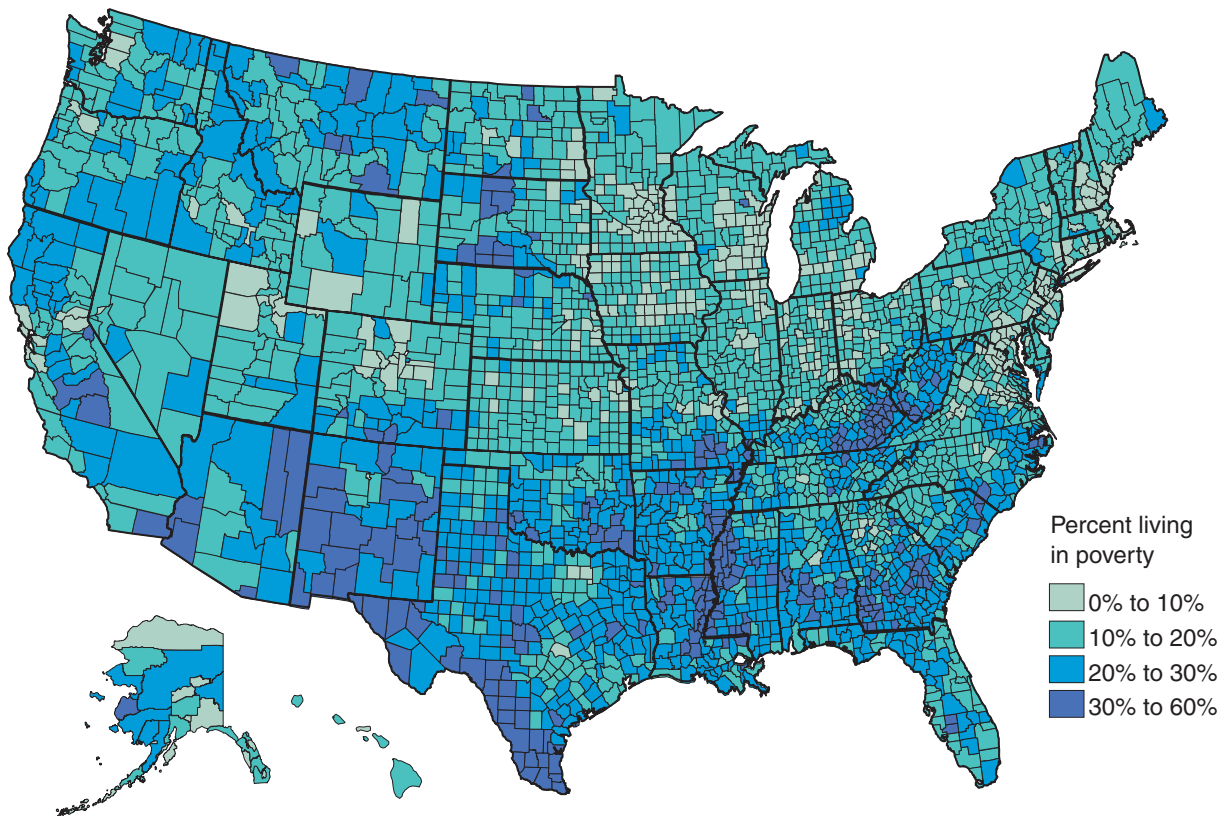 Percent living
in poverty
0% to 10%
10% to 20%
20% to 30%
30% to 60%